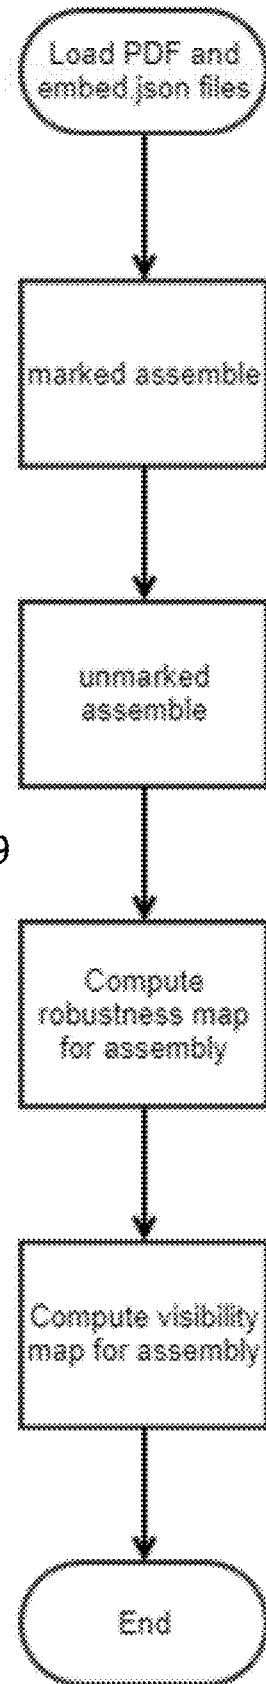 Load PDF and
embed.json files
marked assemble
unmarked
assemble
9
Compute
robustness map
for assembly
Compute visibility
map for assembly
End